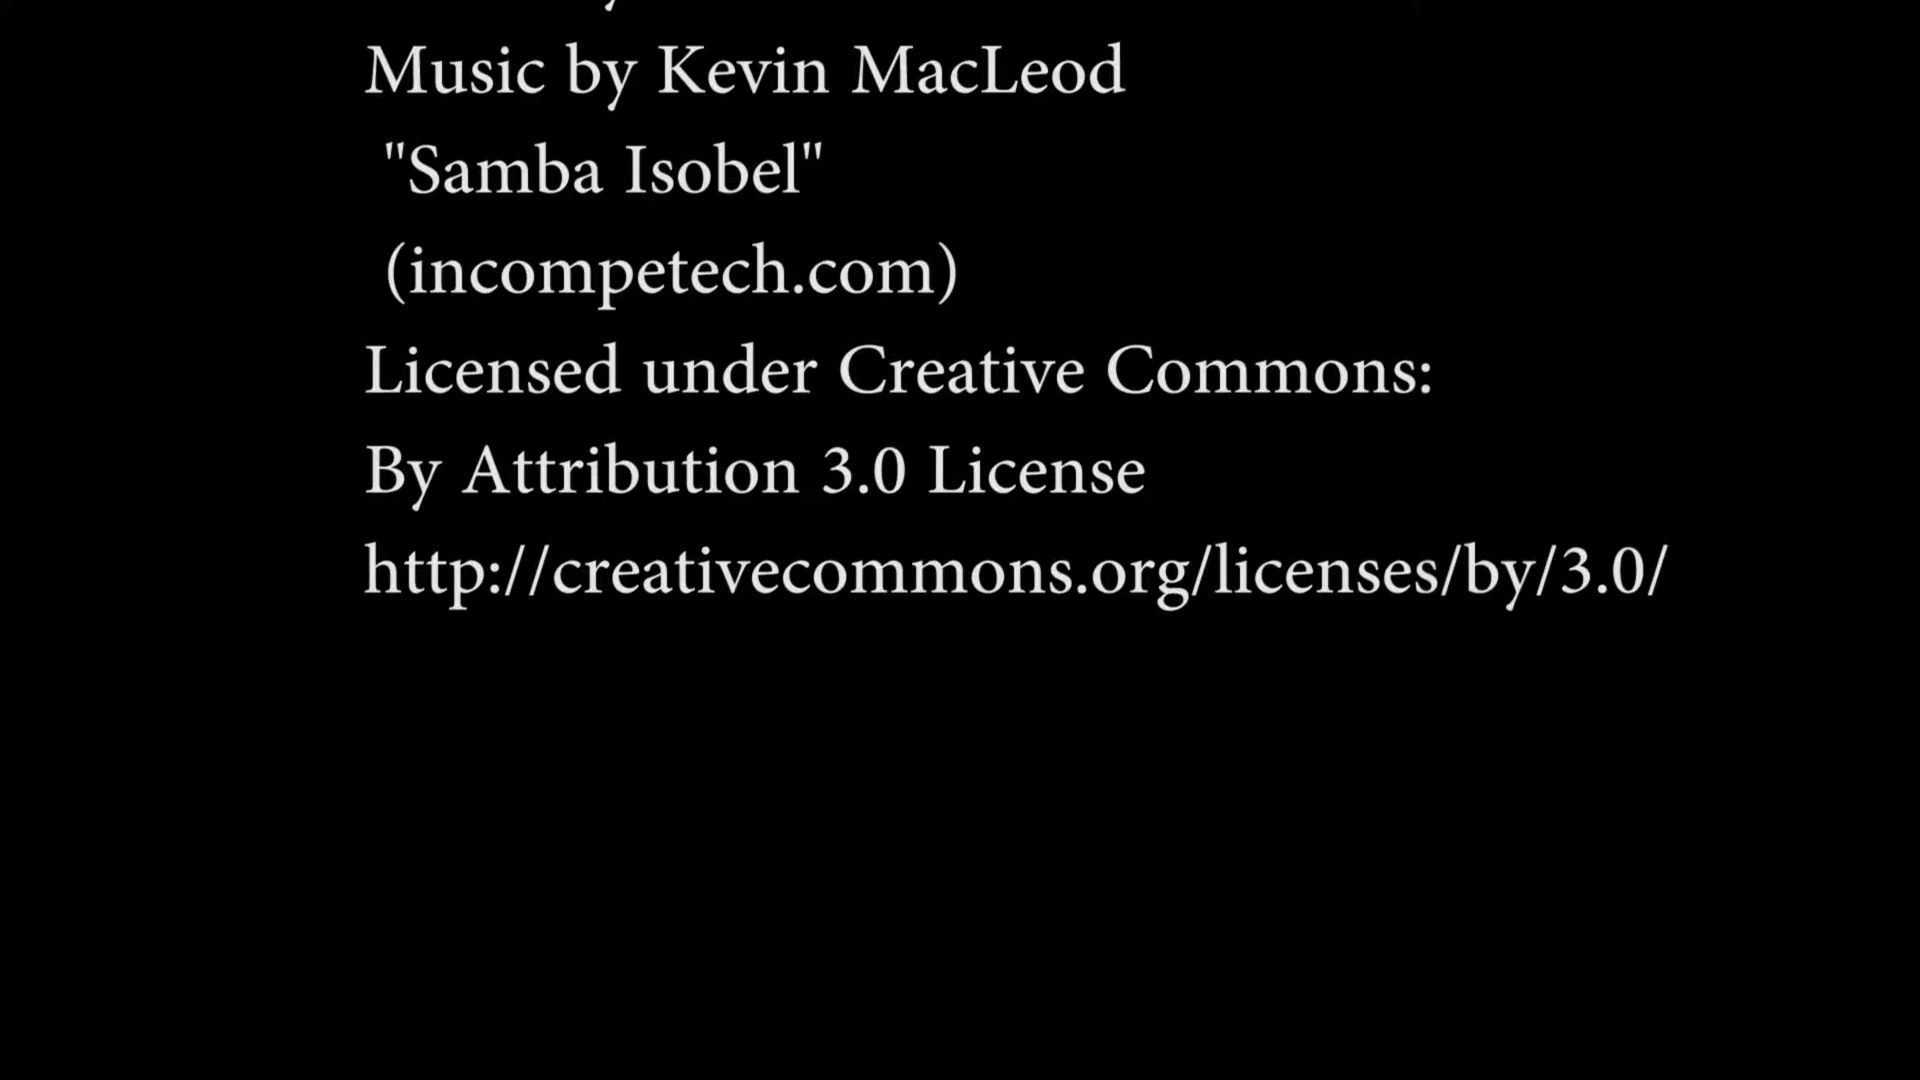 Music by Kevin MacLeod
"Samba Isobel"
(incompetech.com)
Licensed under Creative Commons:
By Attribution 3.0 License
http://creativecommons.org/licenses/by/3.0/